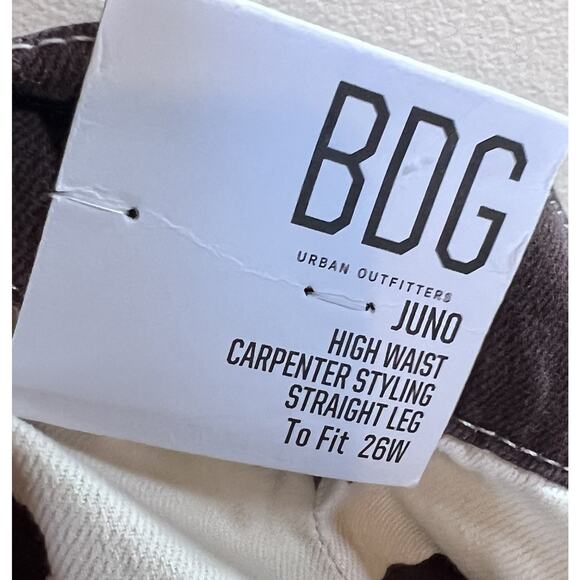 BDG
URBAN OUTFITTERS
JUNO
HIGH WAIST
CARPENTER STYLING
STRAIGHT LEG
To Fit 26W